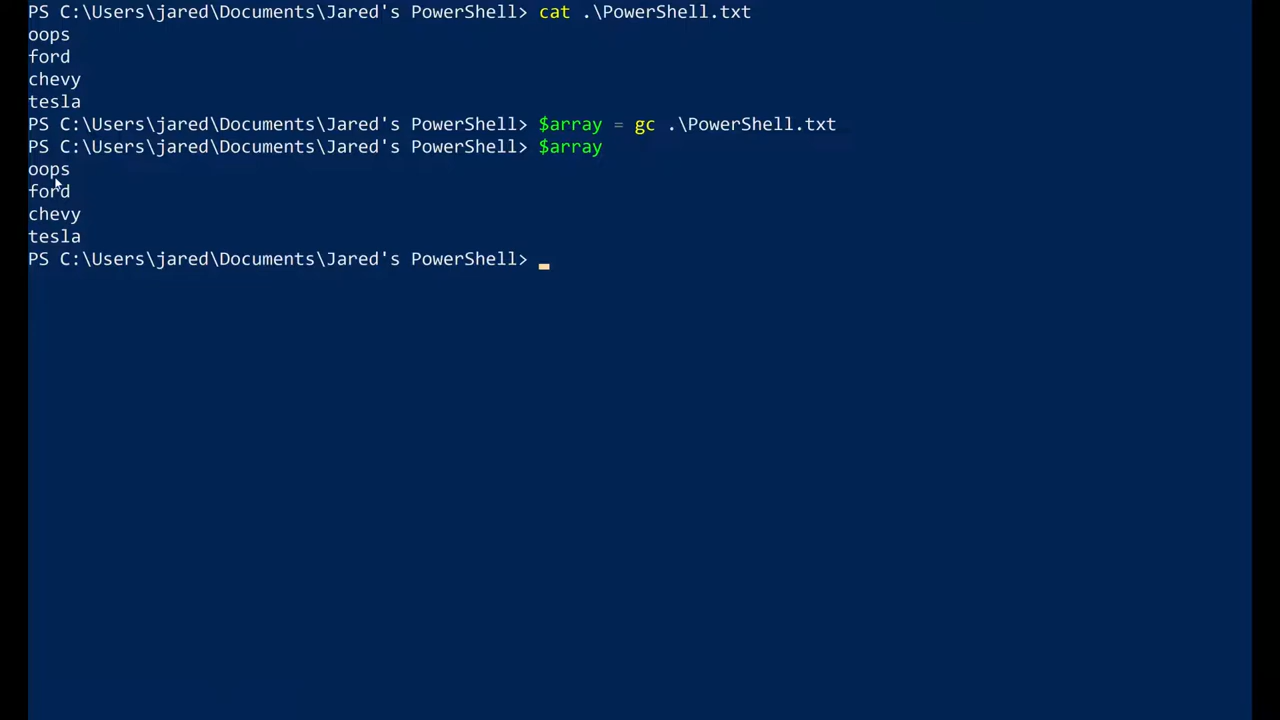 PS C:\Users\jared\Documents\Jared's PowerShell> cat .\PowerShell.txt
oops
ford
chevy
tesla
PS C:\Users\jared\Documents\Jared's PowerShell> $array = gc .\PowerShell.txt
PS C:\Users\jared\Documents\Jared's PowerShell> $array
oops
ford
chevy
tesla
PS C:\Users\jared\Documents\Jared's PowerShell>